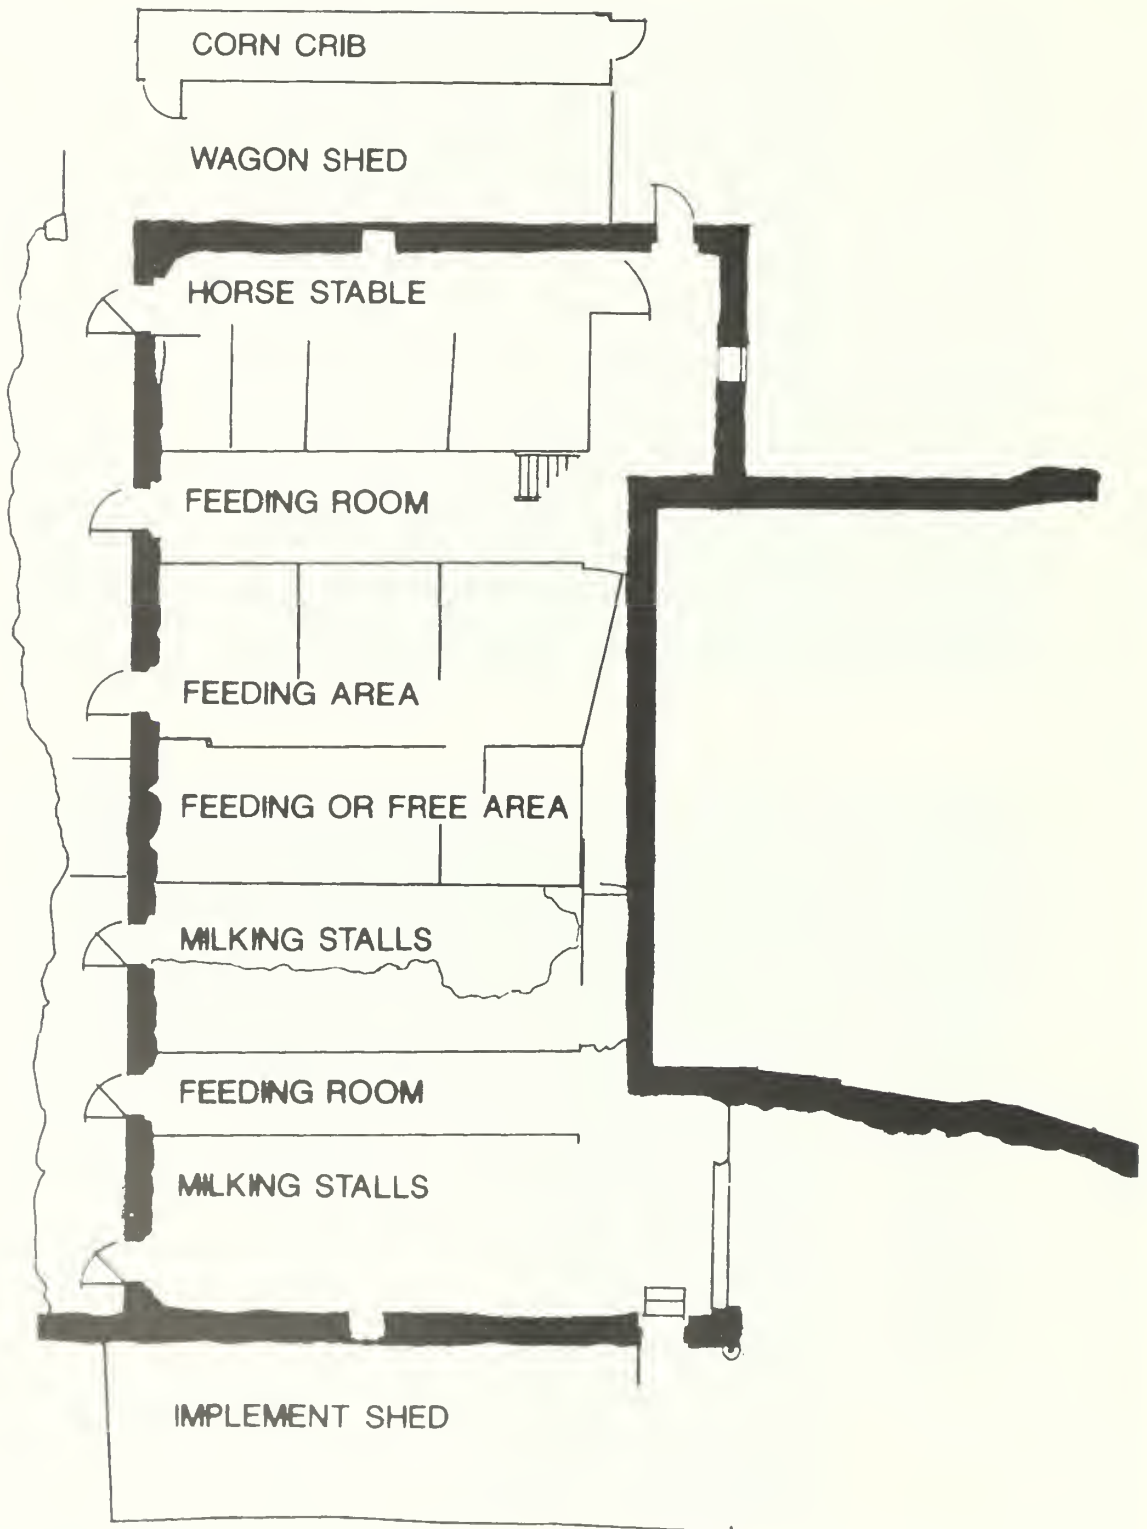 CORN CRIB
WAGON SHED
HORSE STABLE
FEEDING ROOM
FEEDING AREA
FEEDING OR FREE AREA
MILKING STALLS
FEEDING ROOM
MILKING STALLS
IMPLEMENT SHED